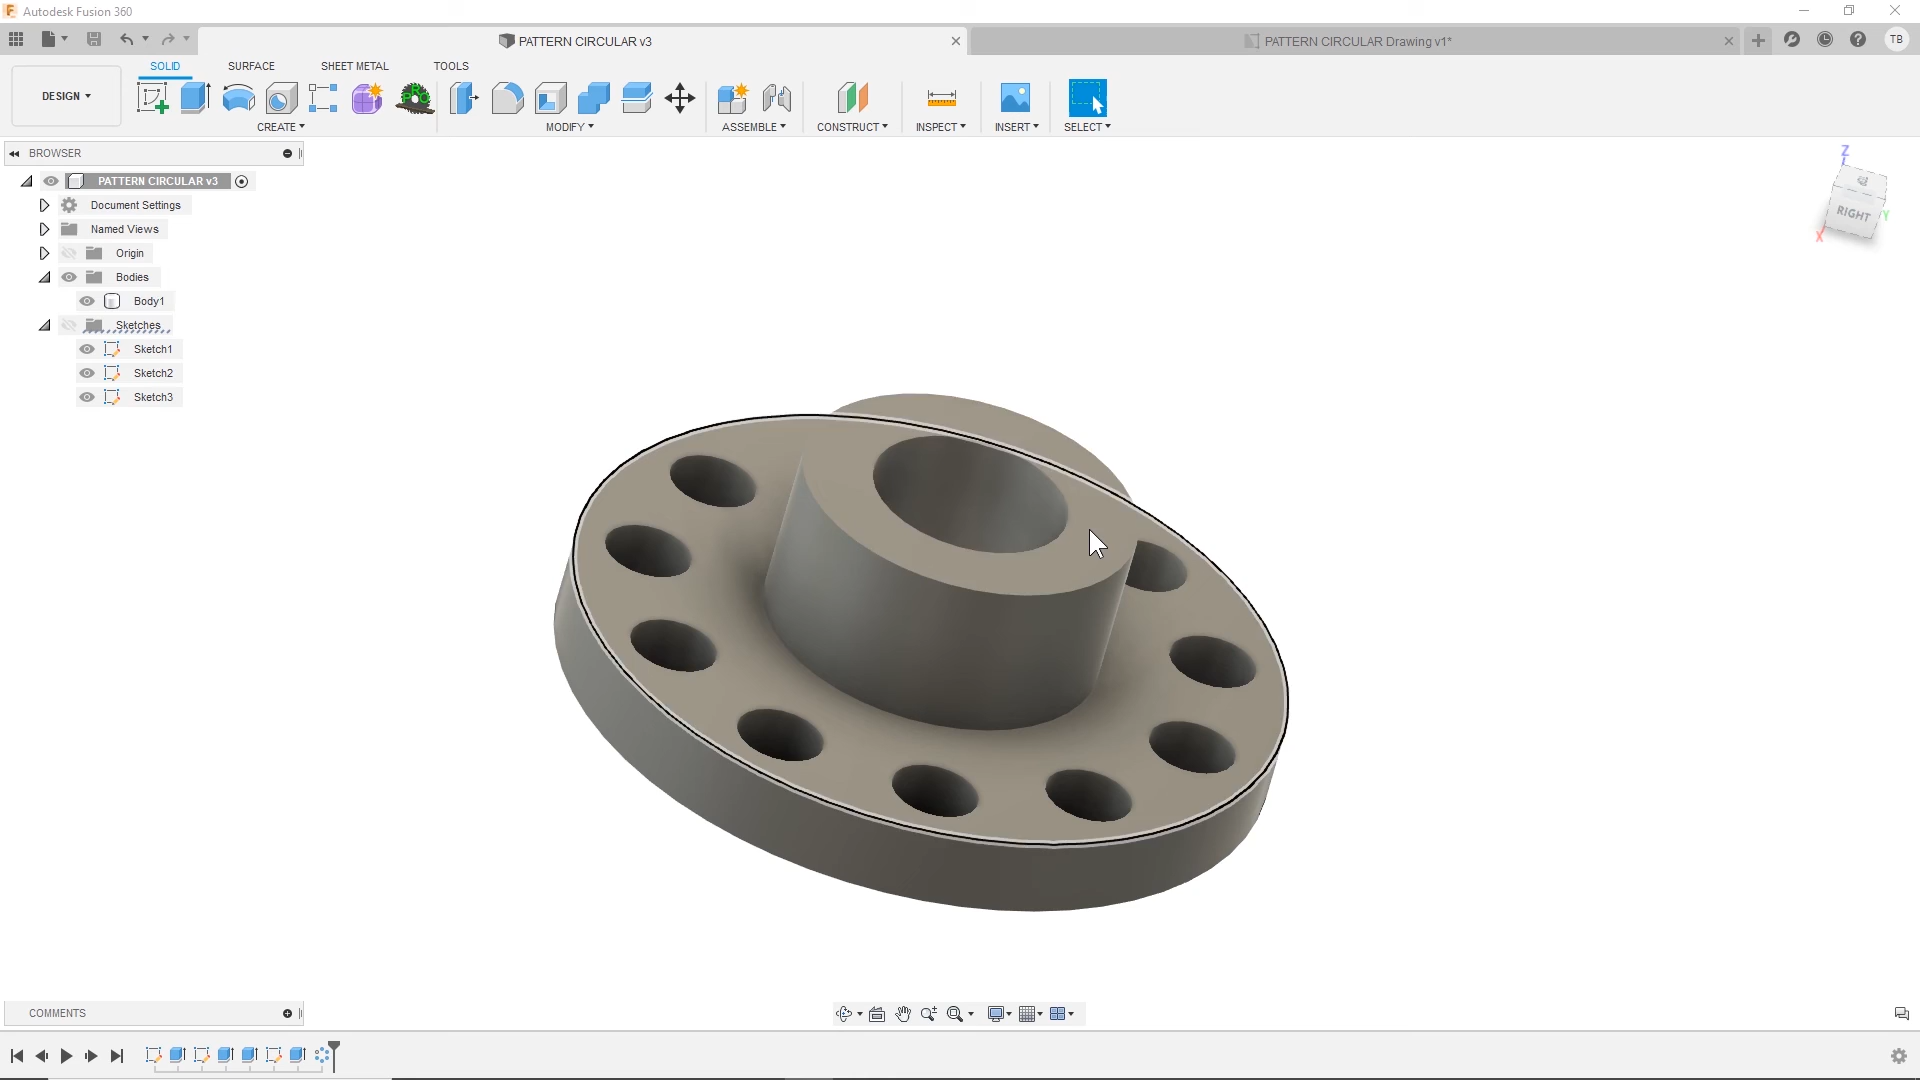 Autodesk Fusion 360
PATTERN CIRCULAR v3
PATTERN CIRCULAR Drawing v1*
TB
SOLID
SURFACE
SHEET METAL
TOOLS
DESIGN
PRO
CREATE
MODIFY
ASSEMBLE
CONSTRUCT
INSPECT
INSERT
SELECT
BROWSER
PATTERN CIRCULAR v3
Document Settings
Named Views
Origin
Bodies
Body1
Sketches
Sketch1
Sketch2
Sketch3
Z
RIGHT
Y
X
COMMENTS